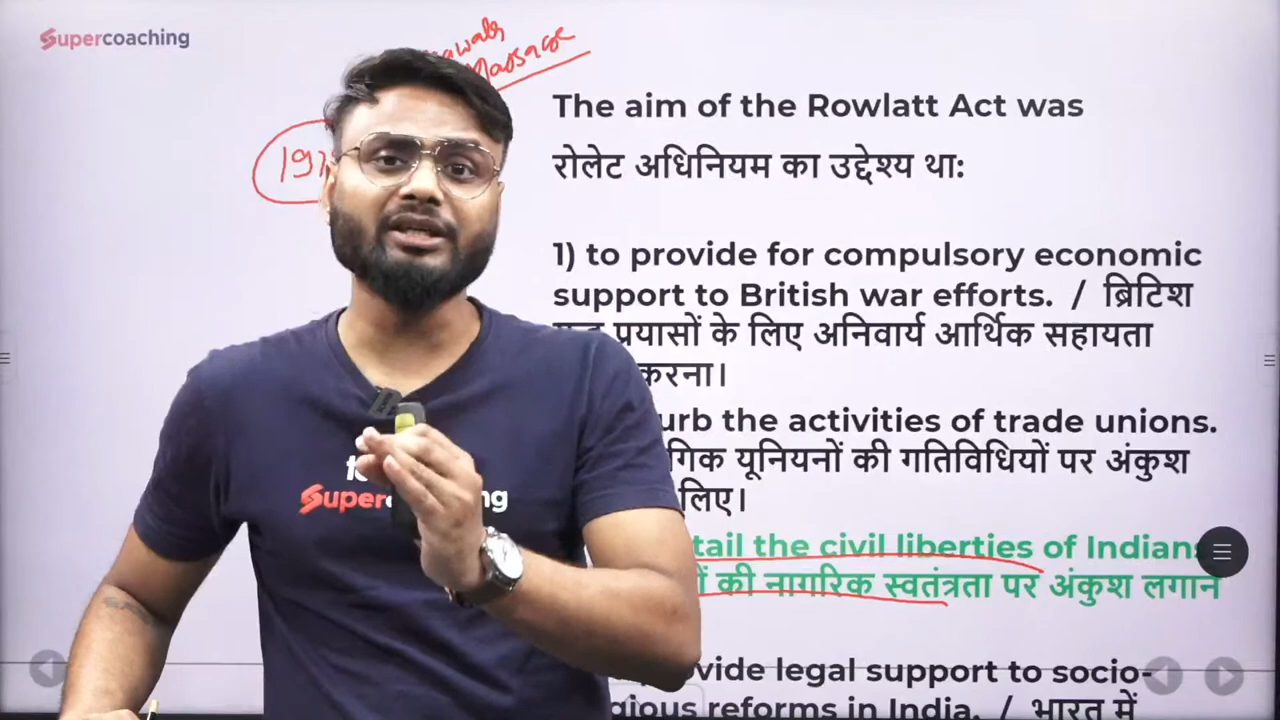 Supercoaching
The aim of the Rowlatt Act was
रोलेट अधिनियम का उद्देश्य था:
1) to provide for compulsory economic
support to British war efforts. / ब्रिटिश
प्रयासों के लिए अनिवार्य आर्थिक सहायता
करना।
urb the activities of trade unions.
गिक यूनियनों की गतिविधियों पर अंकुश
लिए।
tail the civil liberties of Indians
की नागरिक स्वतंत्रता पर अंकुश लगाने
vide legal support to socio-
gious reforms in India. / भारत में
Super ng